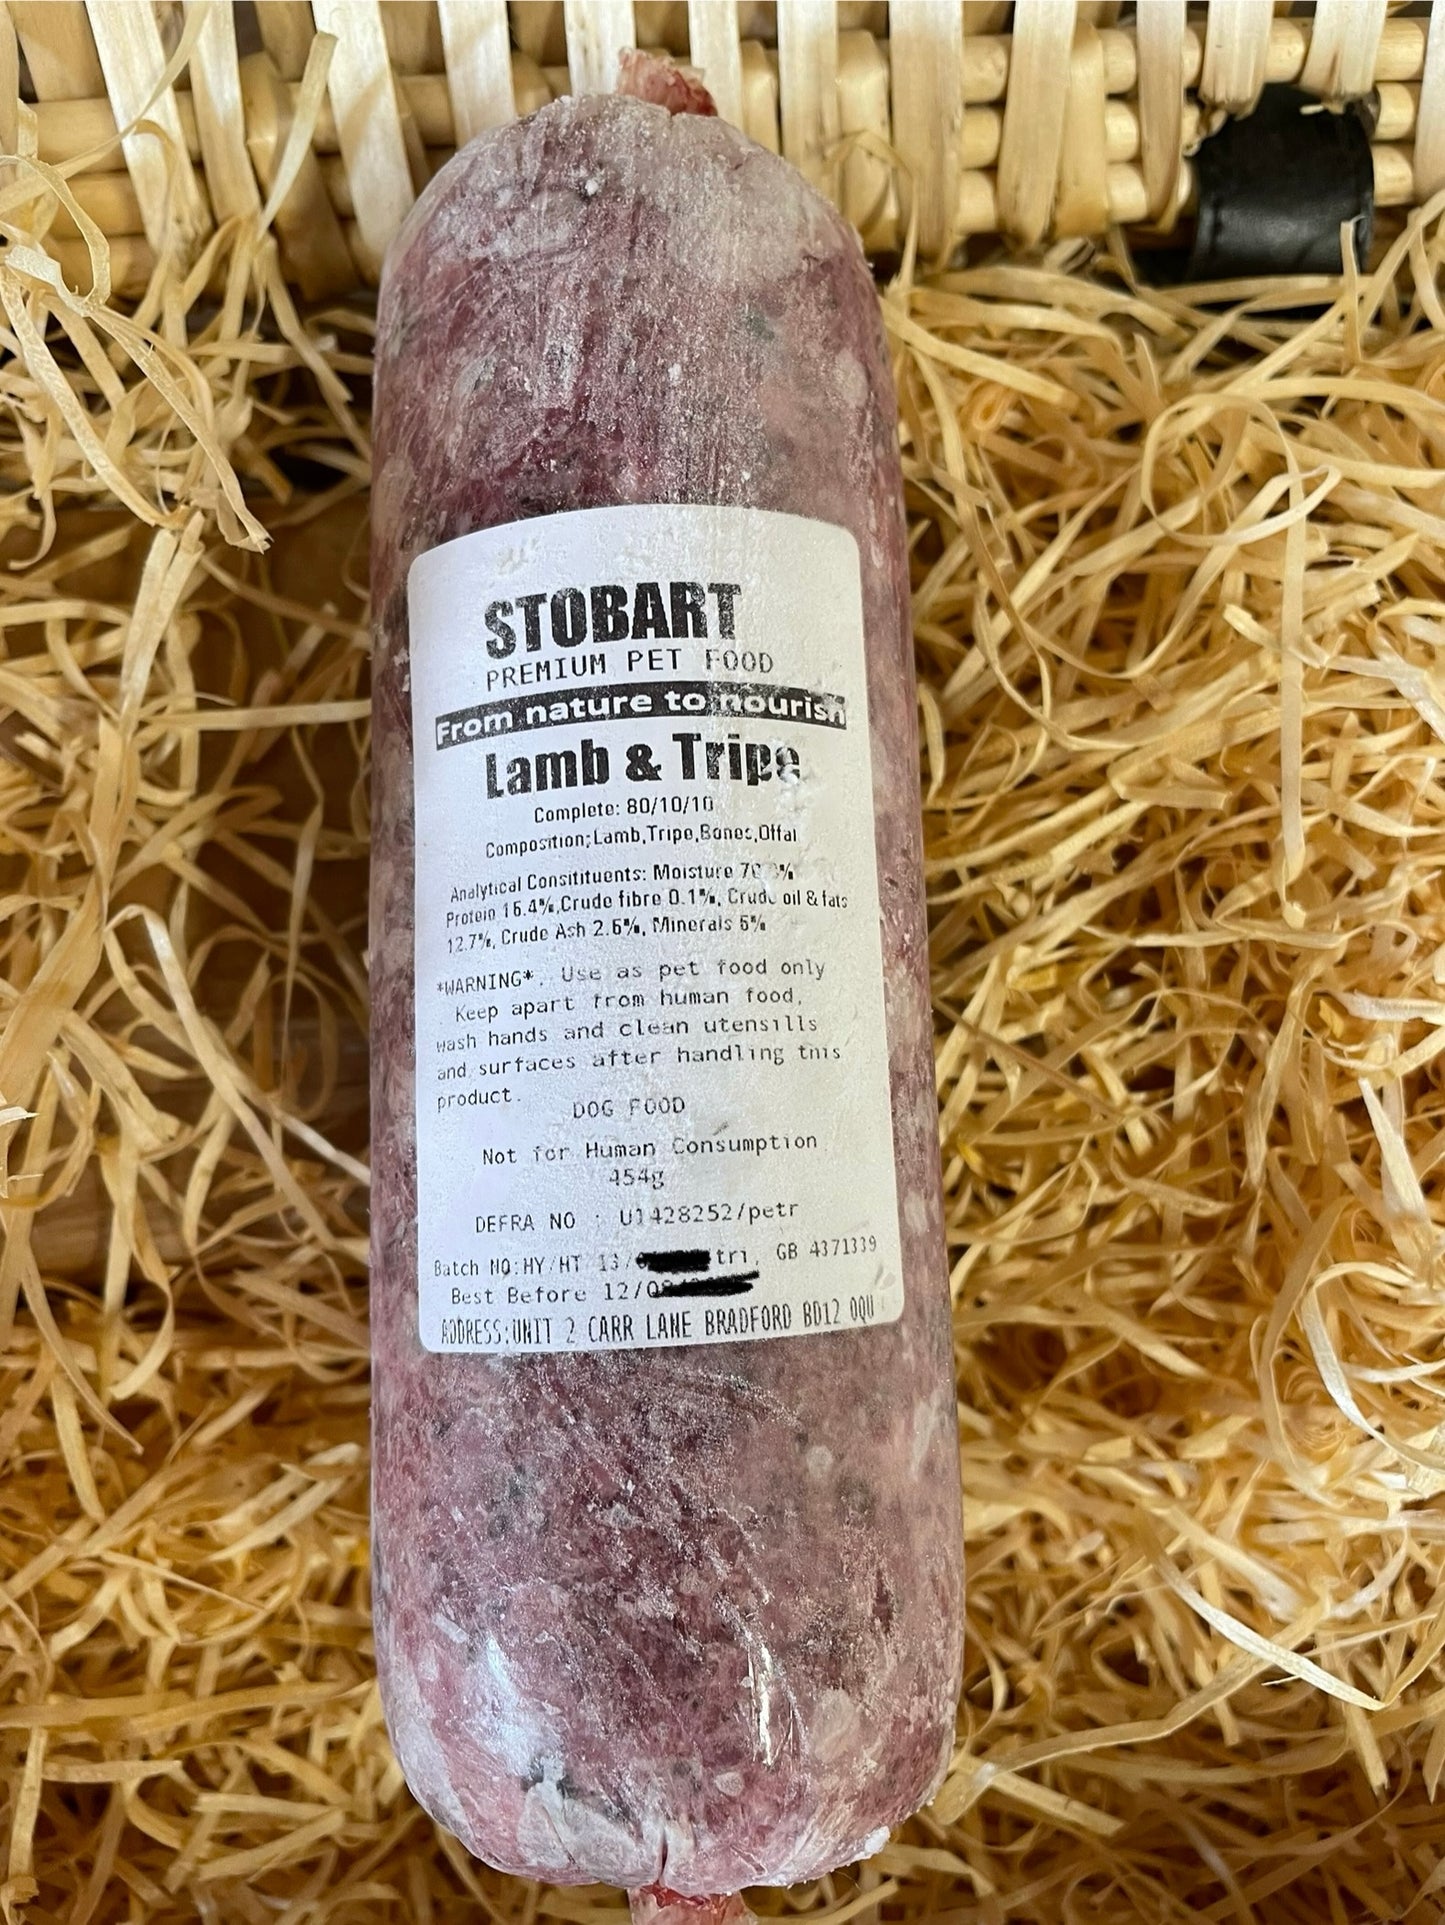 STOBART
PREMIUM PET FOOD
From nature to nourish
Lamb & Tripe
Complete: 80/10/10
Composition;Lamb,Tripe,Bones,Offal
Analytical Consitituents: Moisture
Protein 16.4%,Crude fibre 0.1%, Crude oil & fats
12.7%, Crude Ash 2.6%, Minerals 5%
*WARNING*. Use as pet food only
Keep apart from human food,
wash hands and clean utensills
and surfaces after handling this
product.
DOG FOOD
Not for Human Consumption
454g
DEFRA NO : U1428252/petr
Batch NO:HY/HT 13/ tri, GB 4371339
Best Before 12/0
ADDRESS:UNIT 2 CARR LANE BRADFORD BD12 0QU